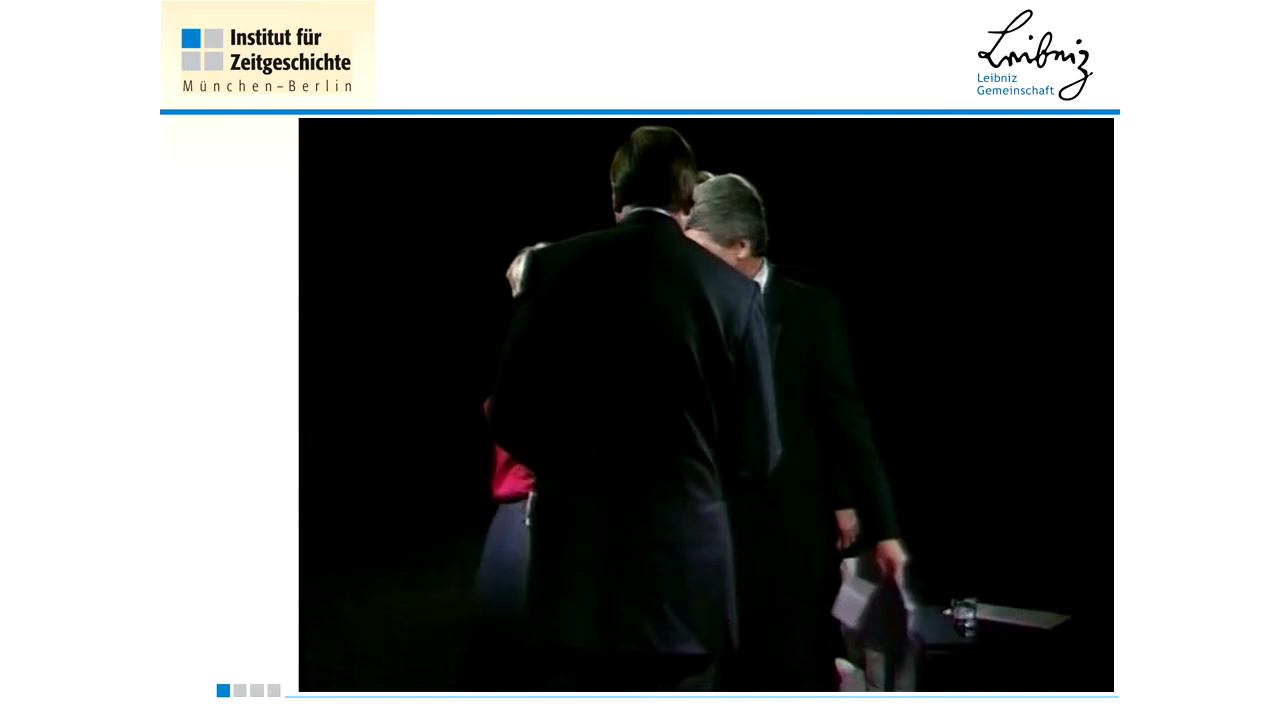 Institut für
Zeitgeschichte
München–Berlin
Leibniz
Leibniz
Gemeinschaft